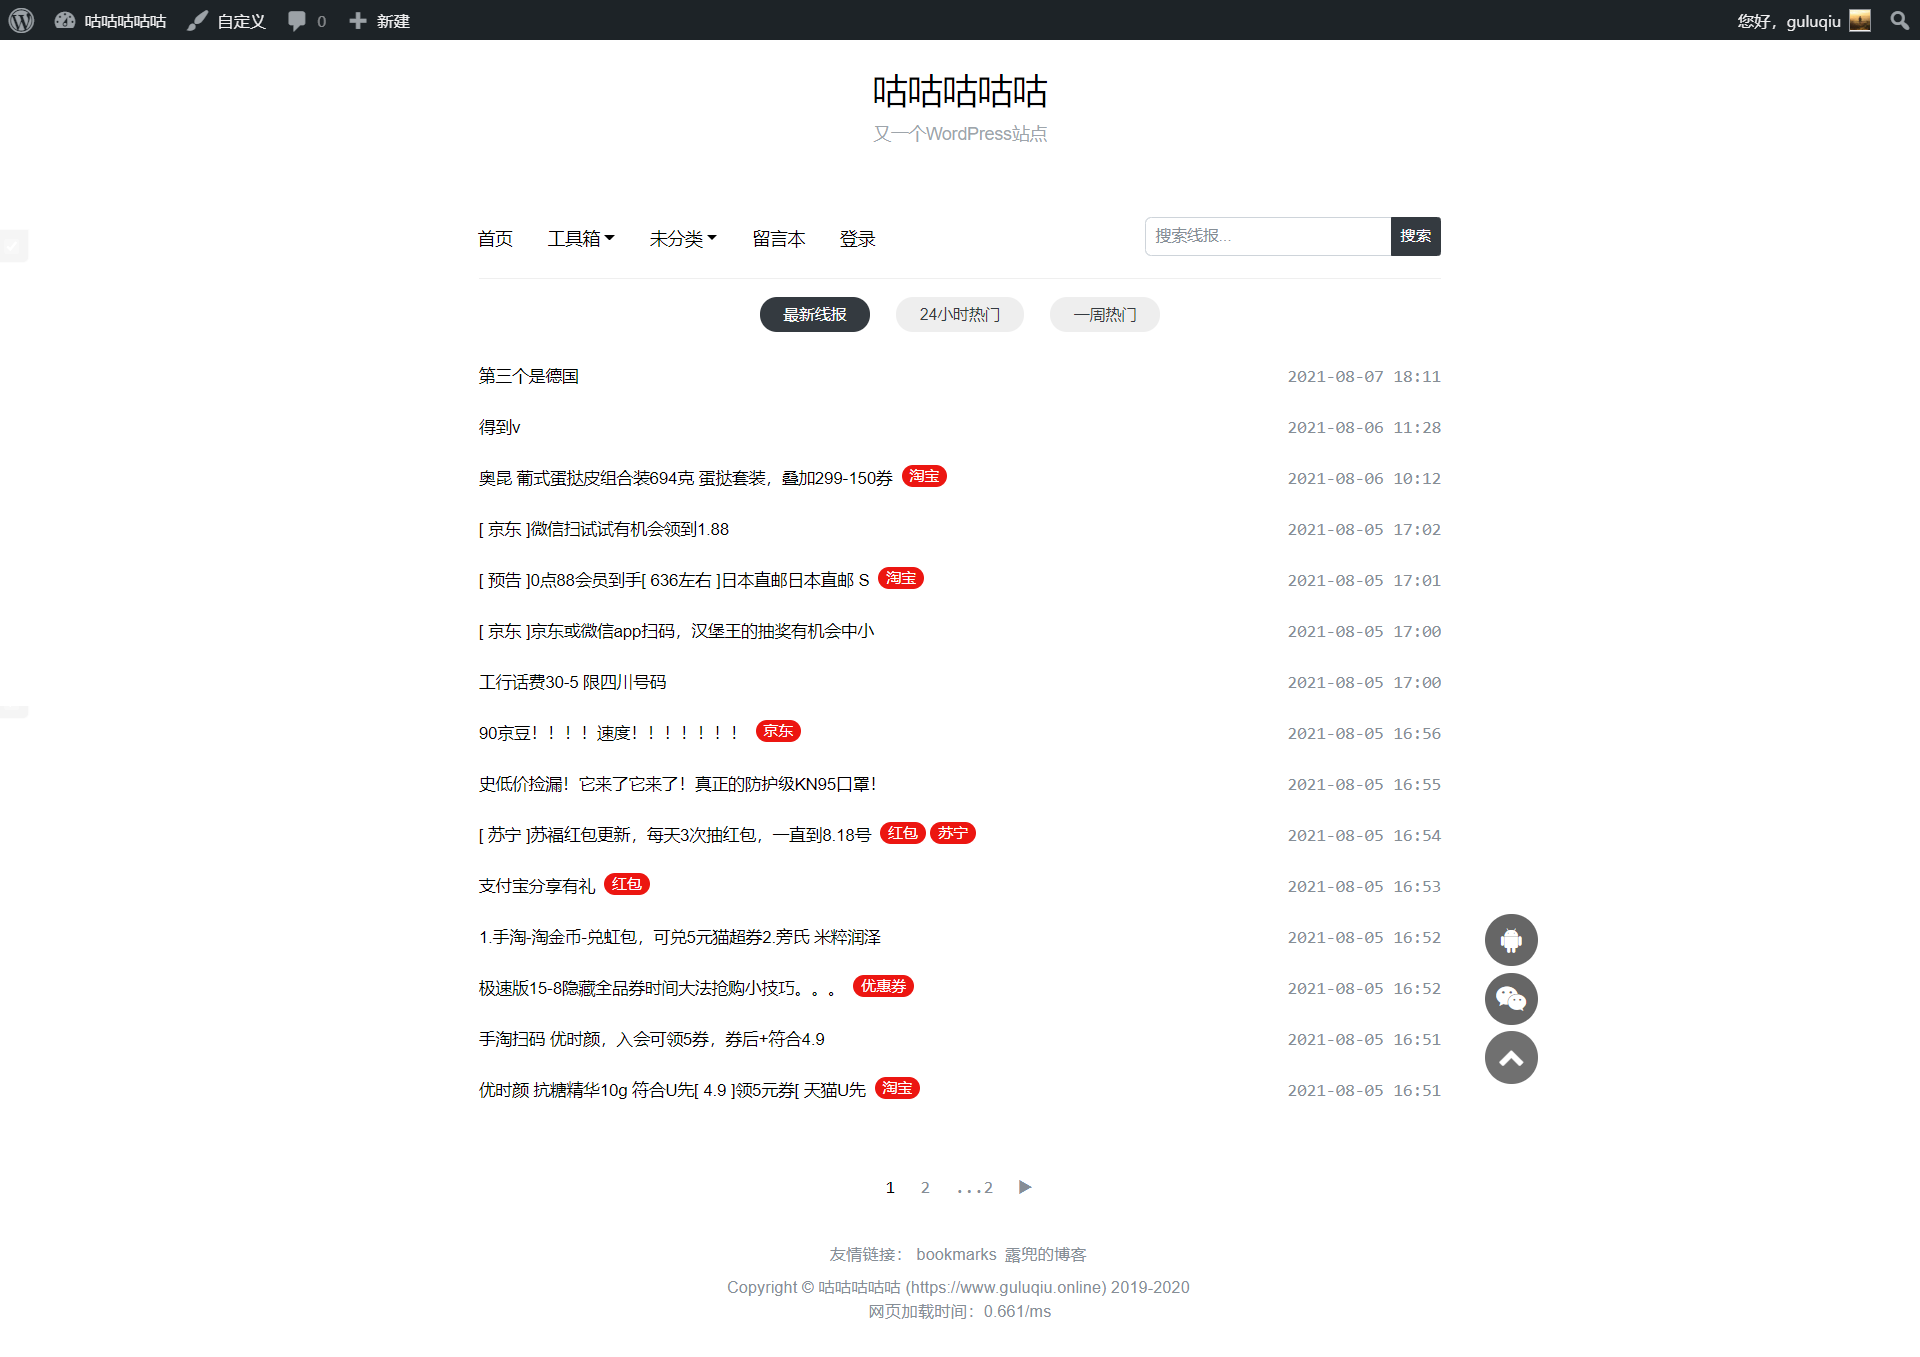 咕咕咕咕咕 自定义 0 新建 您好，guluqiu
咕咕咕咕咕
又一个WordPress站点
首页 工具箱 未分类 留言本 登录 搜索线报... 搜索
最新线报 24小时热门 一周热门
第三个是德国 2021-08-07 18:11
得到v 2021-08-06 11:28
奥昆 葡式蛋挞皮组合装694克 蛋挞套装，叠加299-150券 淘宝 2021-08-06 10:12
[ 京东 ]微信扫试试有机会领到1.88 2021-08-05 17:02
[ 预告 ]0点88会员到手[ 636左右 ]日本直邮日本直邮 S 淘宝 2021-08-05 17:01
[ 京东 ]京东或微信app扫码，汉堡王的抽奖有机会中小 2021-08-05 17:00
工行话费30-5 限四川号码 2021-08-05 17:00
90京豆！！！！速度！！！！！！！ 京东 2021-08-05 16:56
史低价捡漏！它来了它来了！真正的防护级KN95口罩！ 2021-08-05 16:55
[ 苏宁 ]苏福红包更新，每天3次抽红包，一直到8.18号 红包 苏宁 2021-08-05 16:54
支付宝分享有礼 红包 2021-08-05 16:53
1.手淘-淘金币-兑虹包，可兑5元猫超券2.旁氏 米粹润泽 2021-08-05 16:52
极速版15-8隐藏全品券时间大法抢购小技巧。。。 优惠券 2021-08-05 16:52
手淘扫码 优时颜，入会可领5券，券后+符合4.9 2021-08-05 16:51
优时颜 抗糖精华10g 符合U先[ 4.9 ]领5元券[ 天猫U先 淘宝 2021-08-05 16:51
1 2 ...2 ▶
友情链接： bookmarks 露兜的博客
Copyright © 咕咕咕咕咕 (https://www.guluqiu.online) 2019-2020
网页加载时间：0.661/ms